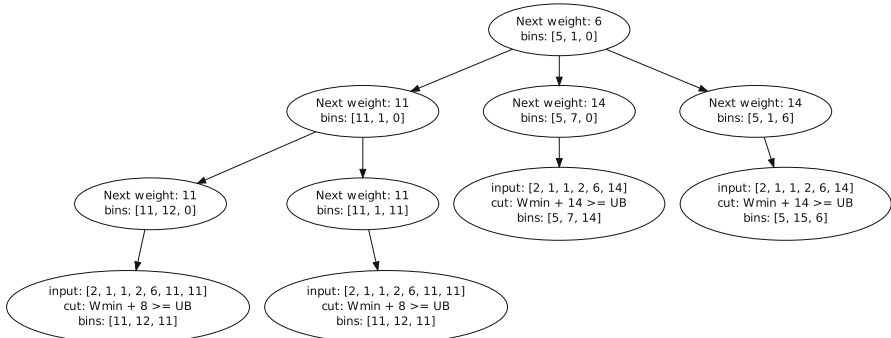 Next weight: 6
bins: [5, 1, 0]
Next weight: 11
bins: [11, 1, 0]
Next weight: 14
bins: [5, 7, 0]
Next weight: 14
bins: [5, 1, 6]
Next weight: 11
bins: [11, 12, 0]
Next weight: 11
bins: [11, 1, 11]
input: [2, 1, 1, 2, 6, 14]
cut: Wmin + 14 >= UB
bins: [5, 7, 14]
input: [2, 1, 1, 2, 6, 14]
cut: Wmin + 14 >= UB
bins: [5, 15, 6]
input: [2, 1, 1, 2, 6, 11, 11]
cut: Wmin + 8 >= UB
bins: [11, 12, 11]
input: [2, 1, 1, 2, 6, 11, 11]
cut: Wmin + 8 >= UB
bins: [11, 12, 11]